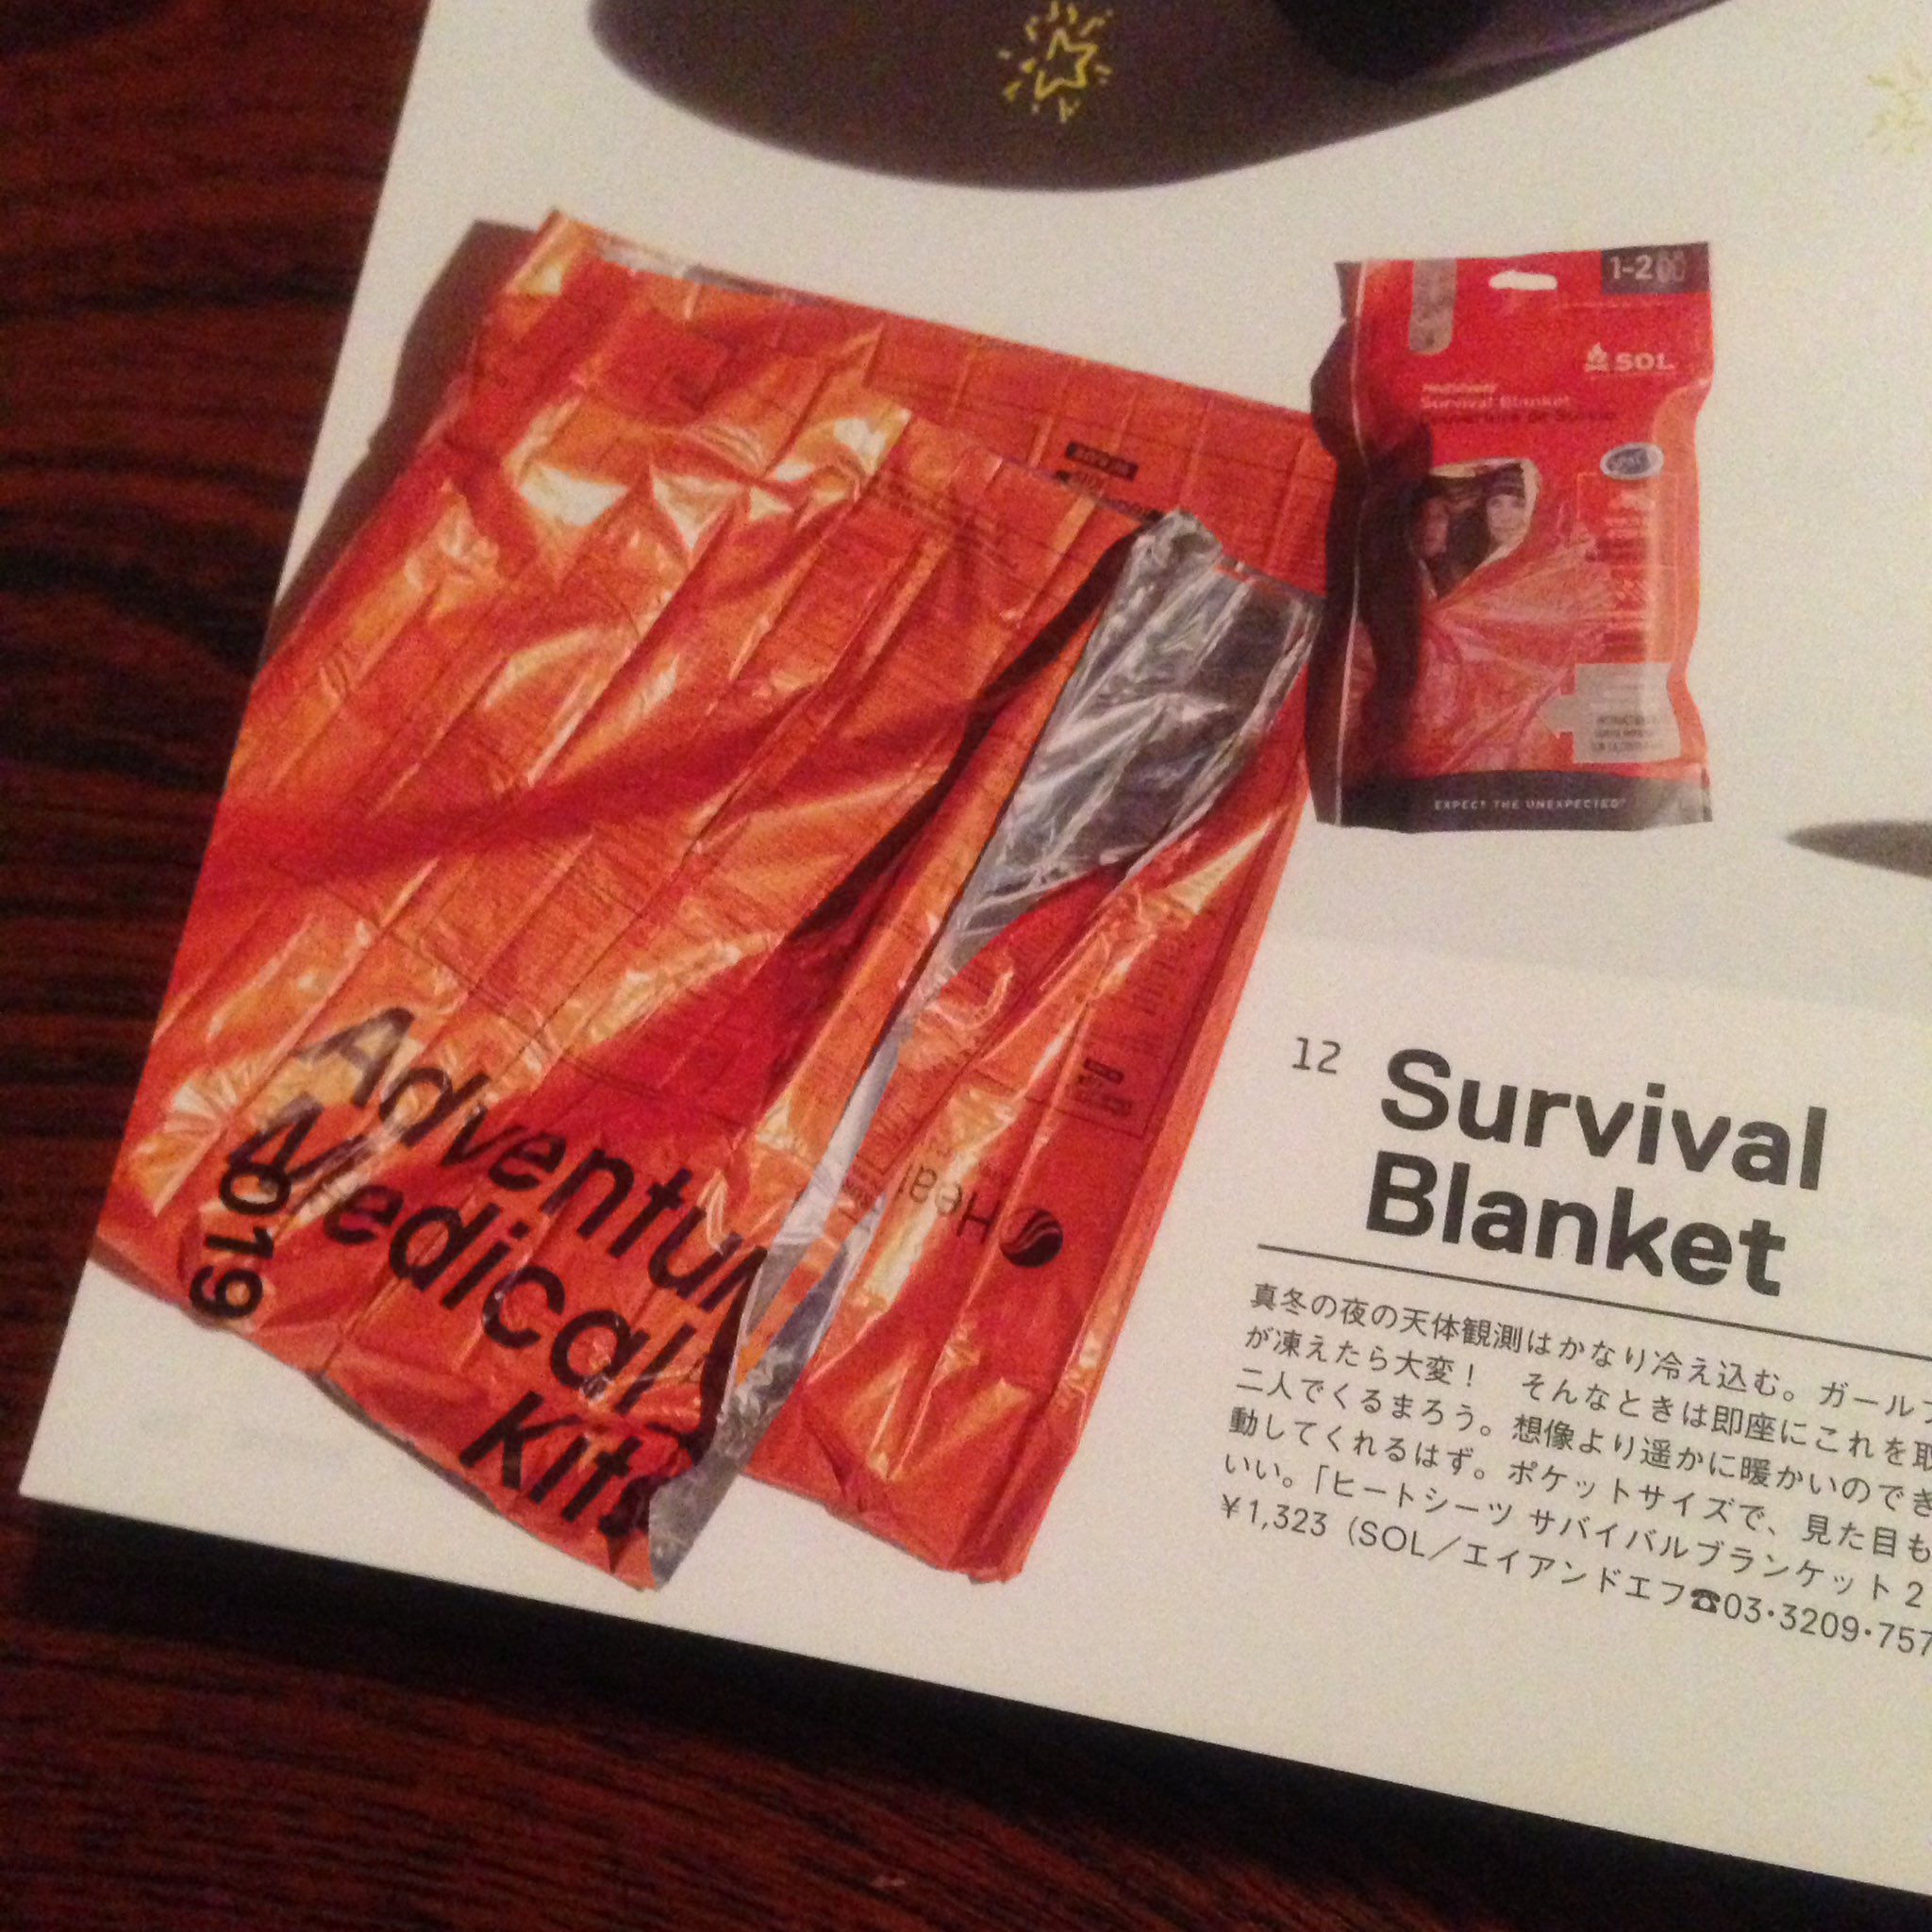 1-2
SOL
Survival Blanket
EXPECT THE UNEXPECTED
Heal
Adventur
Medical
Kits
019
12
Survival
Blanket
真冬の夜の天体観測はかなり冷え込む。ガール
が凍えたら大変！　そんなときは即座にこれを取
二人でくるまろう。想像より遥かに暖かいのでき
動してくれるはず。ポケットサイズで、見た目も
いい。「ヒートシーツ サバイバルブランケット 2
¥1,323（SOL／エイアンドエフ☎03・3209・757